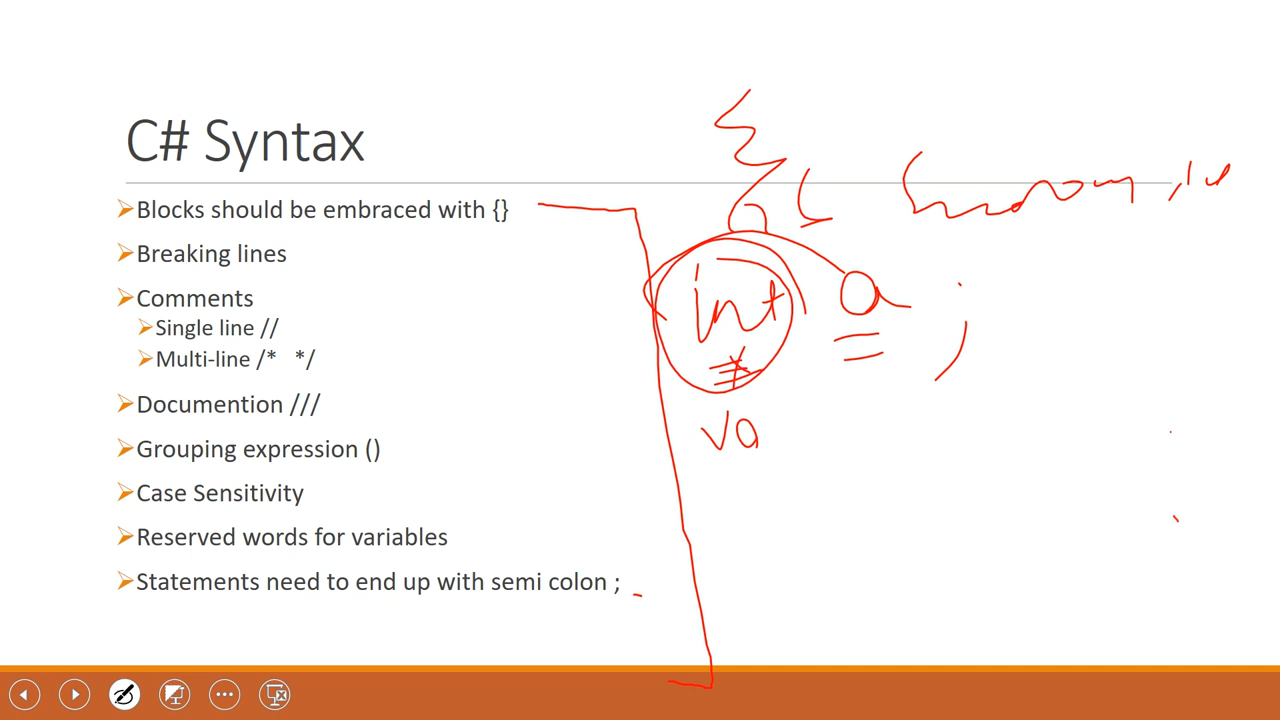 C# Syntax
Blocks should be embraced with {}
Breaking lines
Comments
Single line //
Multi-line /* */
Documention ///
Grouping expression ()
Case Sensitivity
Reserved words for variables
Statements need to end up with semi colon ;
int a ;
va